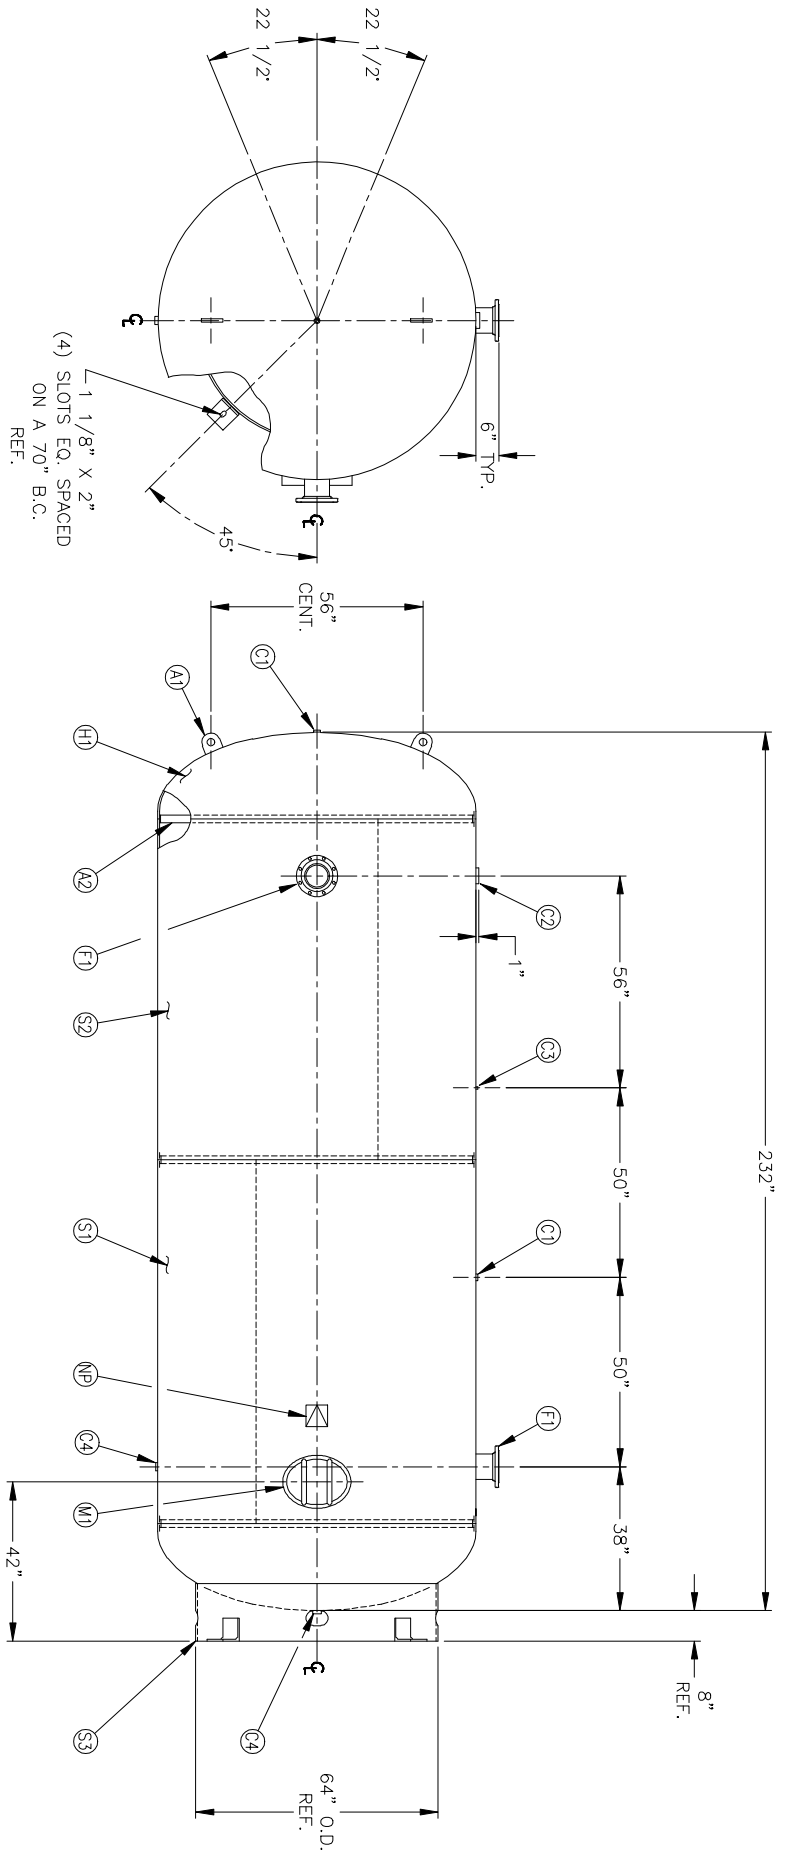 232"
56"
50"
50"
38"
8"
REF.
22 1/2°
22 1/2°
6" TYP.
℄
℄
45°
1 1/8" X 2"
(4) SLOTS EQ. SPACED
ON A 70" B.C.
REF.
56"
CENT.
C2
1"
C3
C1
F1
C1
A1
H1
A2
F1
S2
S1
NP
C4
M1
42"
℄
C4
S3
64" O.D.
REF.